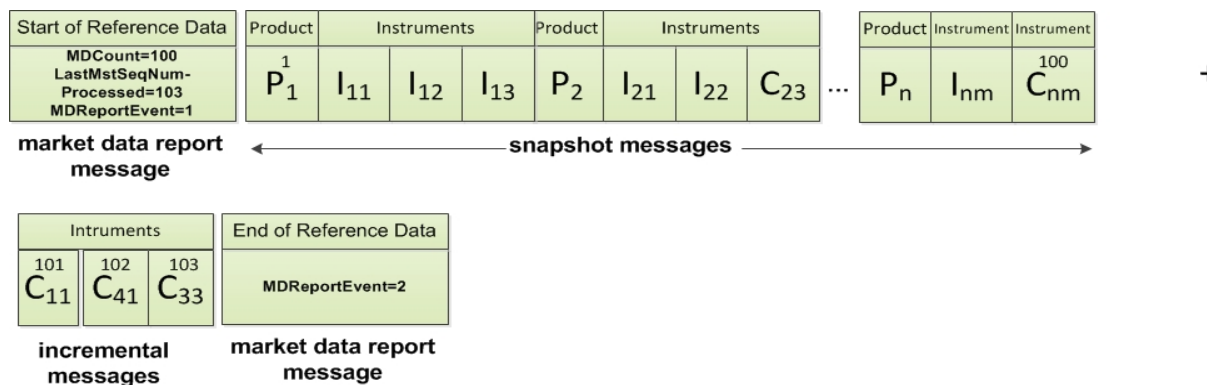 Start of Reference Data
MDCount=100
LastMstSeqNum-
Processed=103
MDReportEvent=1
market data report
message
Product Instruments Product Instruments
1
P1 I11 I12 I13 P2 I21 I22 C23 ...
Product Instrument Instrument
100
Pn Inm Cnm
+
snapshot messages
Intruments
101 102 103
C11 C41 C33
incremental
messages
End of Reference Data
MDReportEvent=2
market data report
message